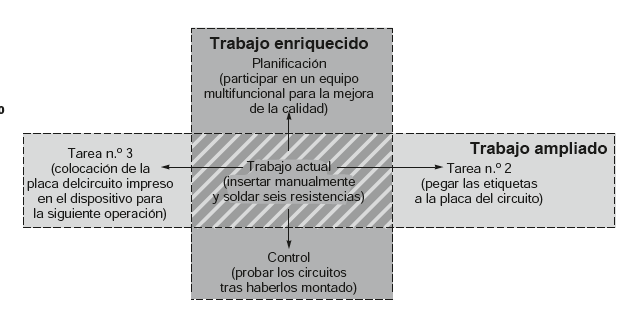 Trabajo enriquecido
Planificación
(participar en un equipo
multifuncional para la mejora
de la calidad)
o
Tarea n.º 3
(colocación de la
placa delcircuito impreso
en el dispositivo para
la siguiente operación)
Trabajo actual
(insertar manualmente
y soldar seis resistencias)
Trabajo ampliado
Tarea n.º 2
(pegar las etiquetas
a la placa del circuito)
Control
(probar los circuitos
tras haberlos montado)